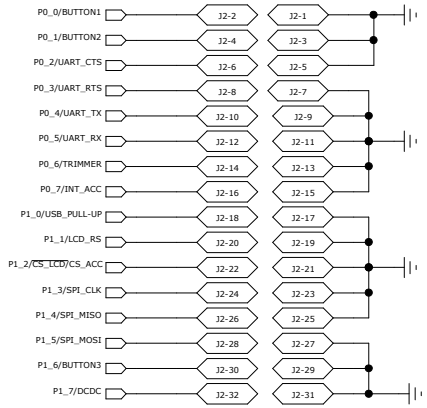 P0_0/BUTTON1 J2-2 J2-1
P0_1/BUTTON2 J2-4 J2-3
P0_2/UART_CTS J2-6 J2-5
P0_3/UART_RTS J2-8 J2-7
P0_4/UART_TX J2-10 J2-9
P0_5/UART_RX J2-12 J2-11
P0_6/TRIMMER J2-14 J2-13
P0_7/INT_ACC J2-16 J2-15
P1_0/USB_PULL-UP J2-18 J2-17
P1_1/LCD_RS J2-20 J2-19
P1_2/CS_LCD/CS_ACC J2-22 J2-21
P1_3/SPI_CLK J2-24 J2-23
P1_4/SPI_MISO J2-26 J2-25
P1_5/SPI_MOSI J2-28 J2-27
P1_6/BUTTON3 J2-30 J2-29
P1_7/DCDC J2-32 J2-31